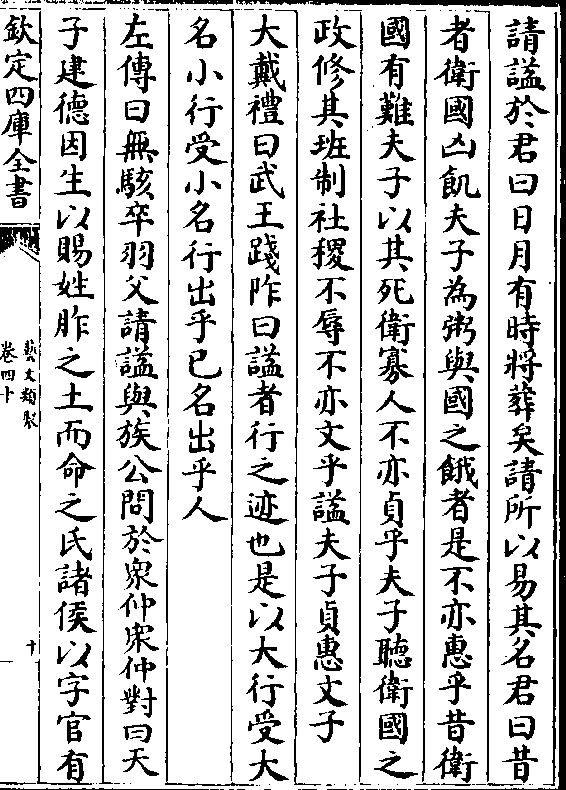 請謚於君曰日月有時將葬矣請所以易其名君曰昔
者衛國凶飢夫子為粥與國之餓者是不亦惠乎昔衛
國有難夫子以其死衛寡人不亦貞乎夫子聽衛國之
政修其班制社稷不辱不亦文乎謚夫子貞惠文子
大戴禮曰武王踐阼曰謚者行之迹也是以大行受大
名小行受小名行出乎已名出乎人
左傳曰無駭卒羽父請謚與族公問於眾仲眾仲對曰天
子建德因生以賜姓胙之土而命之氏諸侯以字官有
欽定四庫全書
藝文類聚
卷四十
十